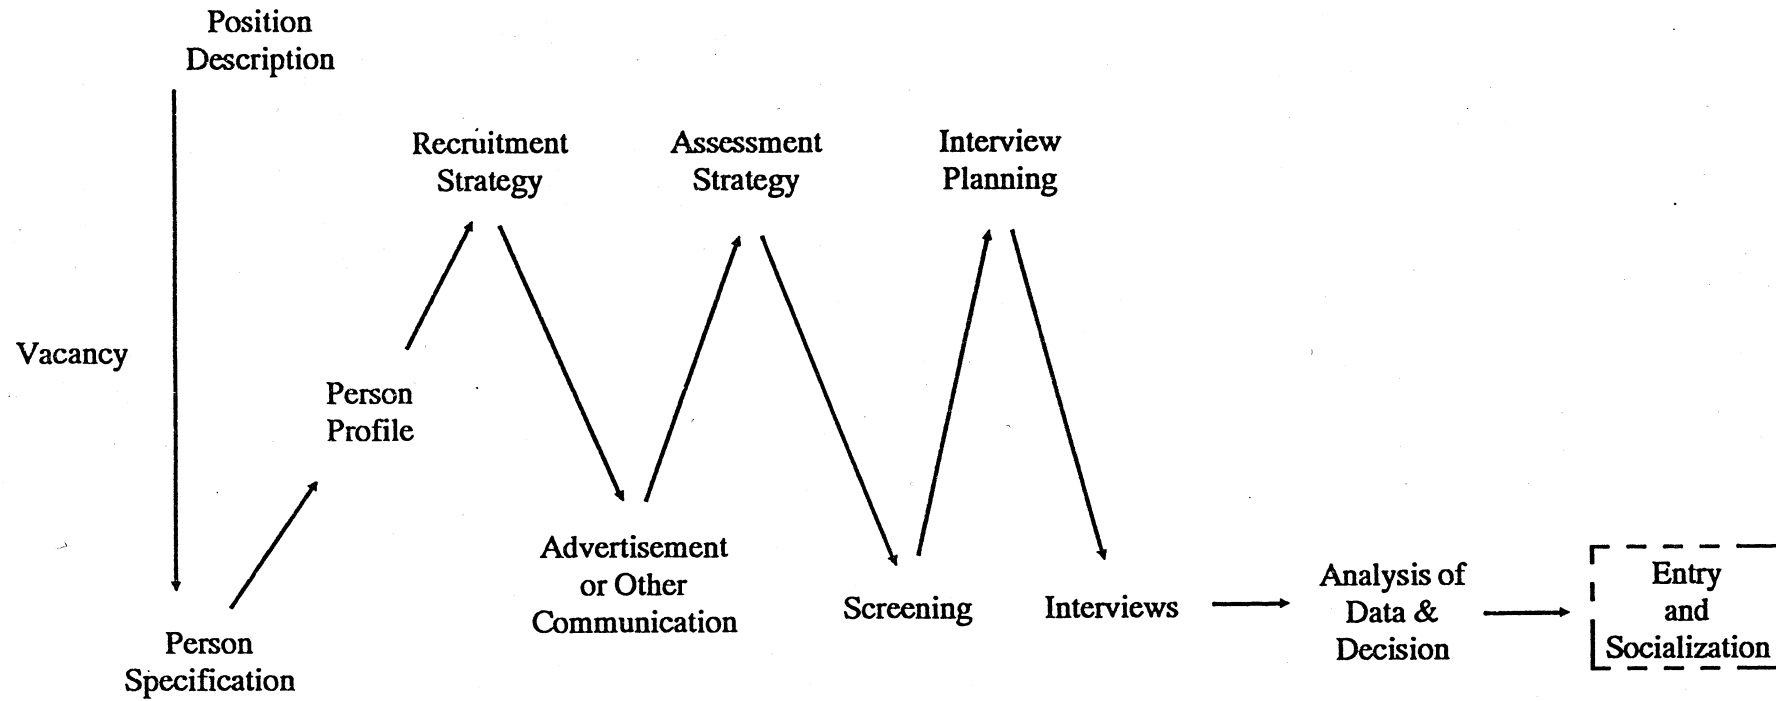 Position
Description
Recruitment
Strategy
Assessment
Strategy
Interview
Planning
Vacancy
Person
Profile
Advertisement
or Other
Communication
Screening
Interviews
Analysis of
Data &
Decision
Entry
and
Socialization
Person
Specification